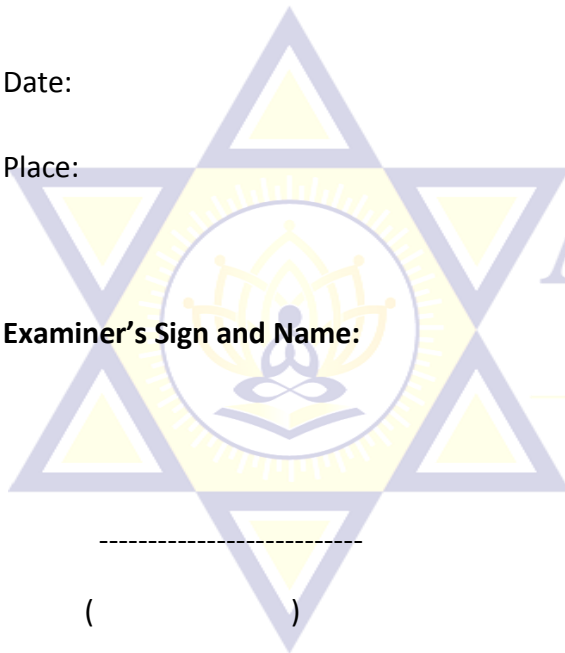 Date:
Place:
Examiner’s Sign and Name:
---------------------------
(                         )